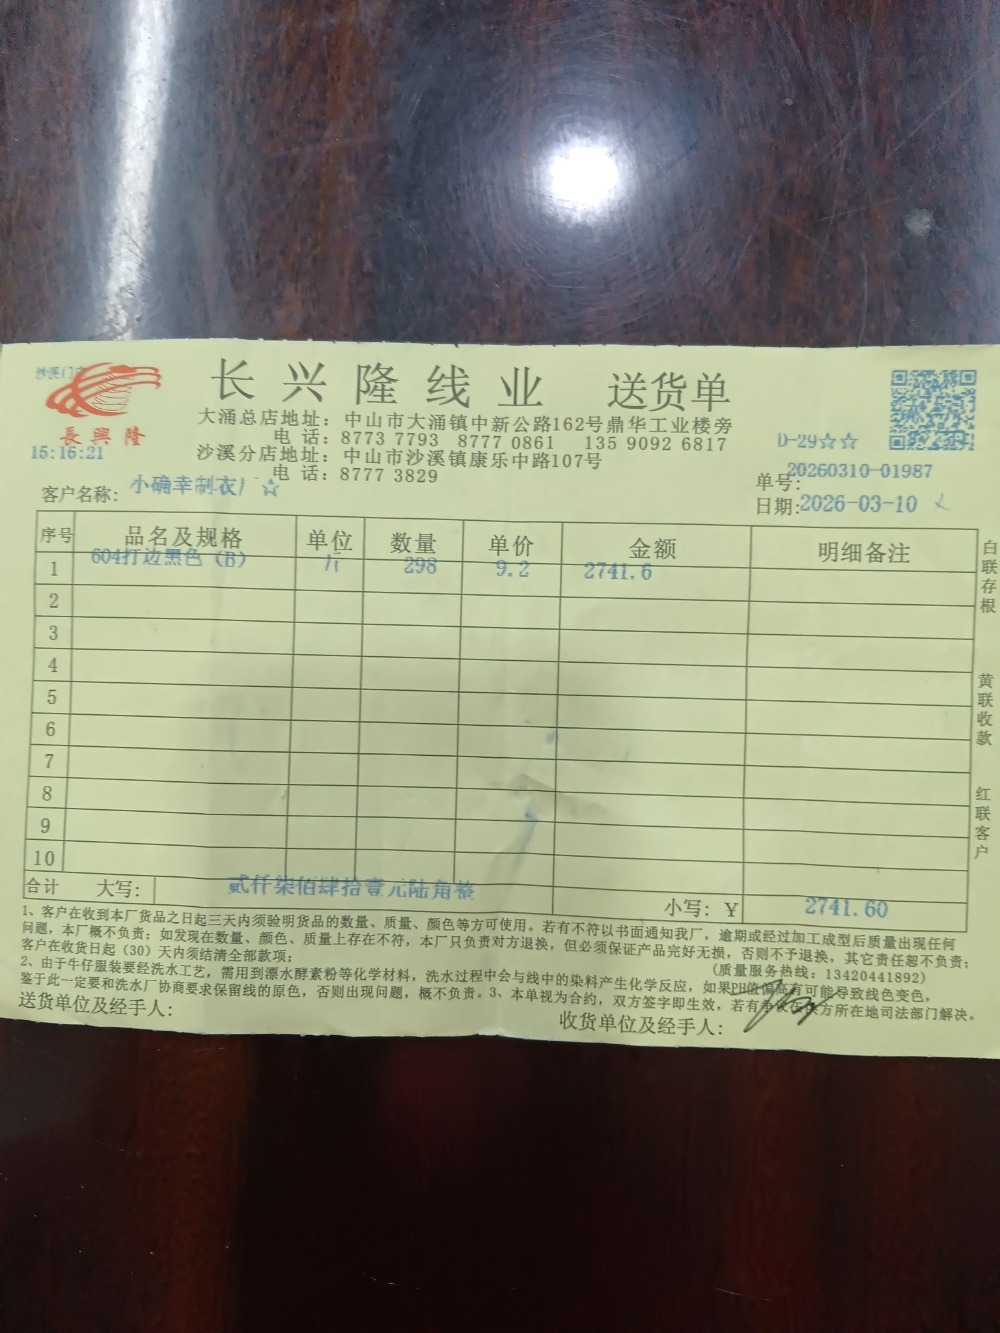 沙溪门市
長興隆
15:16:21
长兴隆线业 送货单
大涌总店地址：中山市大涌镇中新公路162号鼎华工业楼旁
电 话：8773 7793 8777 0861 135 9092 6817
沙溪分店地址：中山市沙溪镇康乐中路107号
电 话：8777 3829
D-29☆☆
单号：20260310-01987
客户名称：小确幸制衣厂☆
日期：2026-03-10
序号 品名及规格 单位 数量 单价 金额 明细备注
1 604打边黑色（B） 斤 298 9.2 2741.6
2
3
4
5
6
7
8
9
10
合计 大写： 贰仟柒佰肆拾壹元陆角整 小写：￥ 2741.60
白联存根
黄联收款
红联客户
1、客户在收到本厂货品之日起三天内须验明货品的数量、质量、颜色等方可使用。若有不符以书面通知我厂，逾期或经过加工成型后质量出现任何
问题，本厂概不负责；如发现在数量、颜色、质量上存在不符，本厂只负责对方退换，但必须保证产品完好无损，否则不予退换，其它责任恕不负责；
客户在收货日起（30）天内须结清全部款项；
(质量服务热线：13420441892)
2、由于牛仔服装要经洗水工艺，需用到漂水酵素粉等化学材料，洗水过程中会与线中的染料产生化学反应，如果PH值偏高有可能导致线色变色，
鉴于此一定要和洗水厂协商要求保留线的原色，否则出现问题，概不负责。3、本单视为合约，双方签字即生效，若有争议在供方所在地司法部门解决。
送货单位及经手人：
收货单位及经手人：